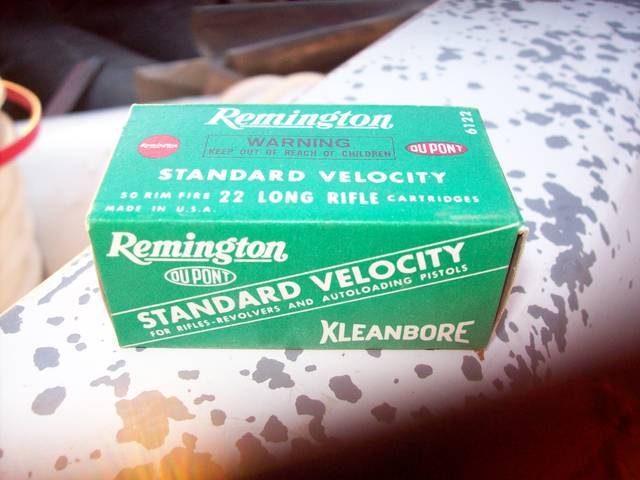 Remington
6122
Remington
WARNING
KEEP OUT OF REACH OF CHILDREN
DU PONT
STANDARD VELOCITY
50 RIM FIRE 22 LONG RIFLE CARTRIDGES
MADE IN U.S.A.
Remington
DU PONT
STANDARD VELOCITY
FOR RIFLES-REVOLVERS AND AUTOLOADING PISTOLS
KLEANBORE